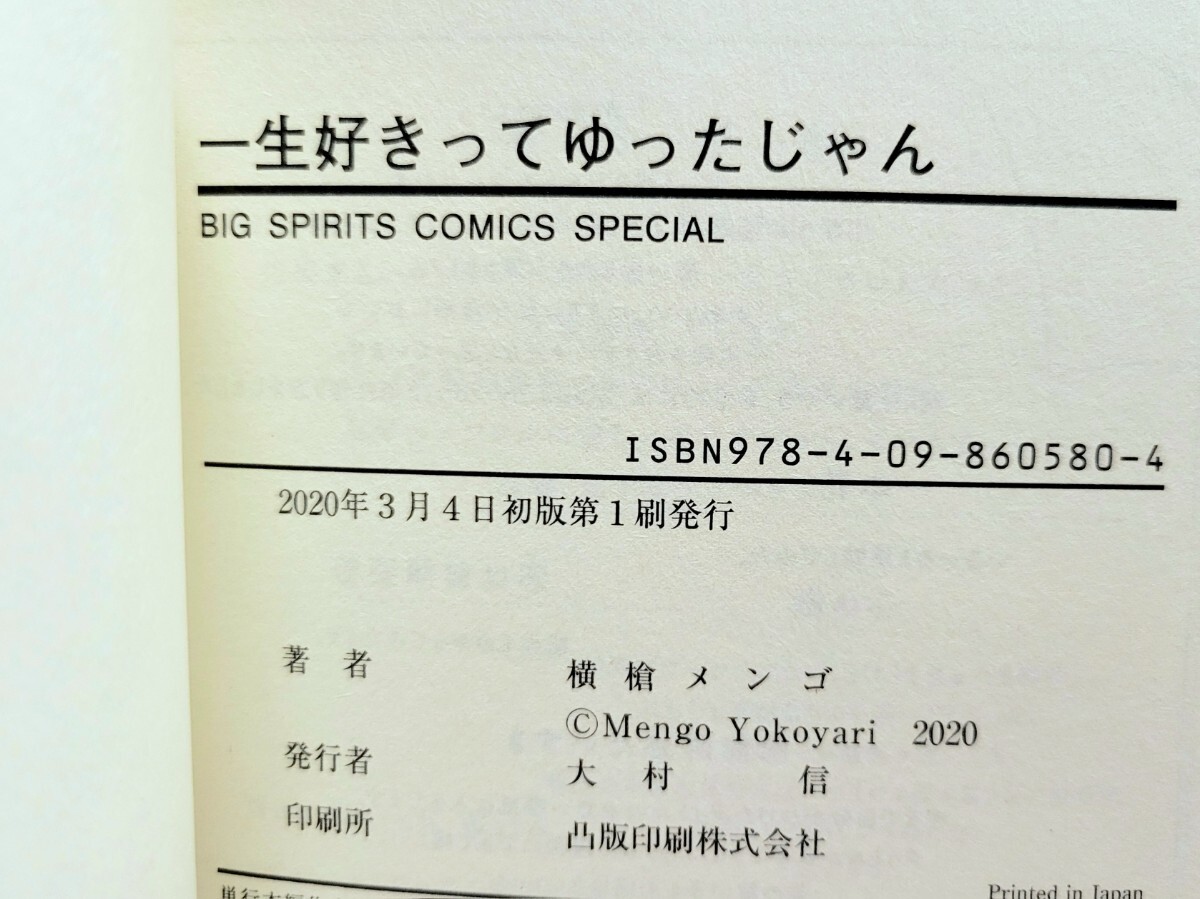 一生好きってゆったじゃん
BIG SPIRITS COMICS SPECIAL
ISBN978-4-09-860580-4
2020年3月4日初版第1刷発行
著者 横槍メンゴ
©Mengo Yokoyari 2020
発行者 大村 信
印刷所 凸版印刷株式会社
Printed in Japan